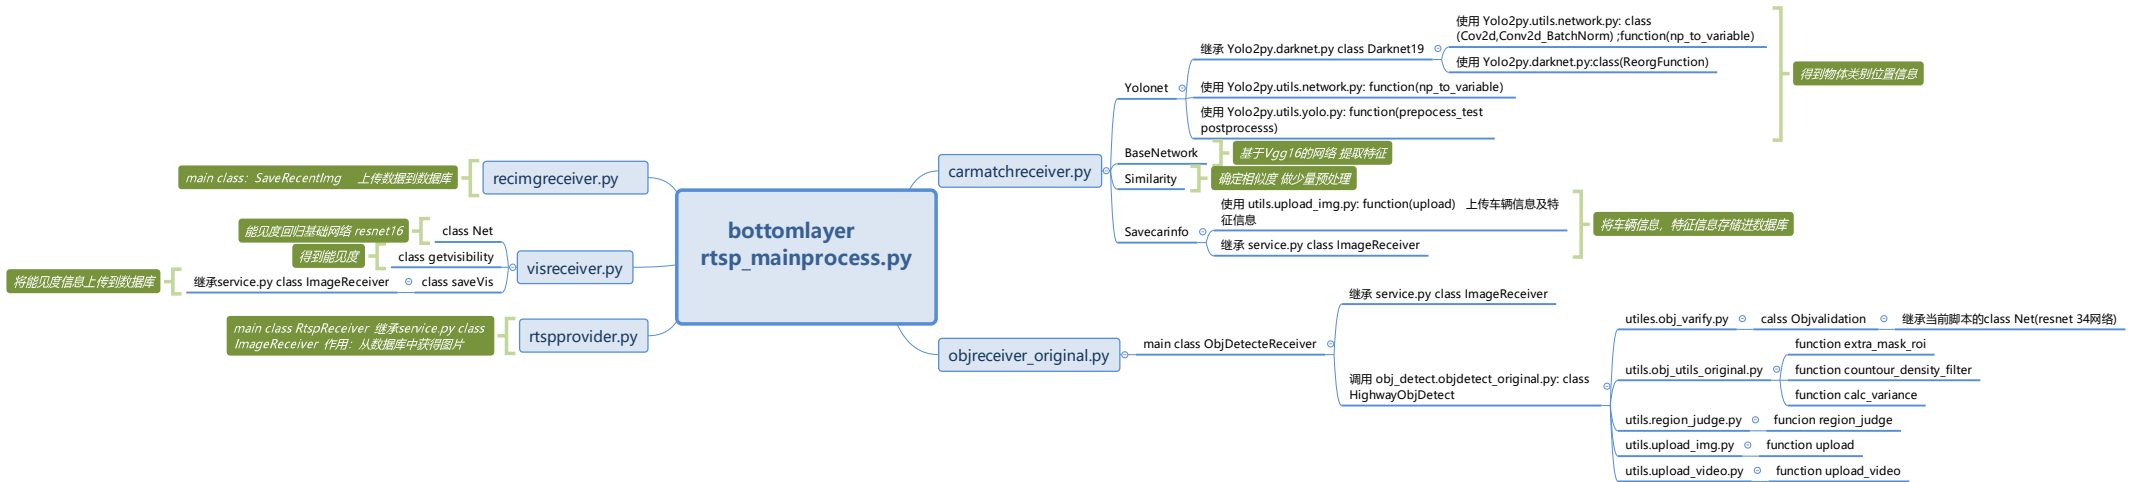 bottomlayer
rtsp_mainprocess.py
recimgreceiver.py
main class：SaveRecentImg 上传数据到数据库
visreceiver.py
class Net
能见度回归基础网络 resnet16
class getvisibility
得到能见度
class saveVis
继承service.py class ImageReceiver
将能见度信息上传到数据库
rtspprovider.py
main class RtspReceiver 继承service.py class
ImageReceiver 作用：从数据库中获得图片
carmatchreceiver.py
Yolonet
继承 Yolo2py.darknet.py class Darknet19
使用 Yolo2py.utils.network.py: class
(Cov2d,Conv2d_BatchNorm) ;function(np_to_variable)
使用 Yolo2py.darknet.py:class(ReorgFunction)
使用 Yolo2py.utils.network.py: function(np_to_variable)
使用 Yolo2py.utils.yolo.py: function(prepocess_test
postprocesss)
得到物体类别位置信息
BaseNetwork
基于Vgg16的网络 提取特征
Similarity
确定相似度 做少量预处理
Savecarinfo
使用 utils.upload_img.py: function(upload) 上传车辆信息及特
征信息
继承 service.py class ImageReceiver
将车辆信息，特征信息存储进数据库
objreceiver_original.py
main class ObjDetecteReceiver
继承 service.py class ImageReceiver
调用 obj_detect.objdetect_original.py: class
HighwayObjDetect
utiles.obj_varify.py
calss Objvalidation
继承当前脚本的class Net(resnet 34网络)
utils.obj_utils_original.py
function extra_mask_roi
function countour_density_filter
function calc_variance
utils.region_judge.py
funcion region_judge
utils.upload_img.py
function upload
utils.upload_video.py
function upload_video